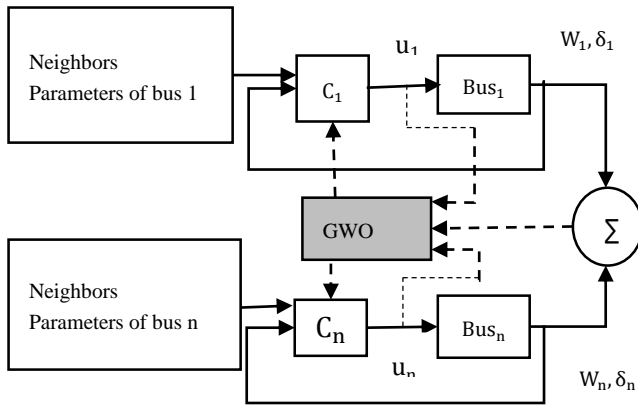 Neighbors
Parameters of bus 1
C₁
u₁
Bus₁
W₁, δ₁
GWO
Σ
Neighbors
Parameters of bus n
Cₙ
uₙ
Busₙ
Wₙ, δₙ